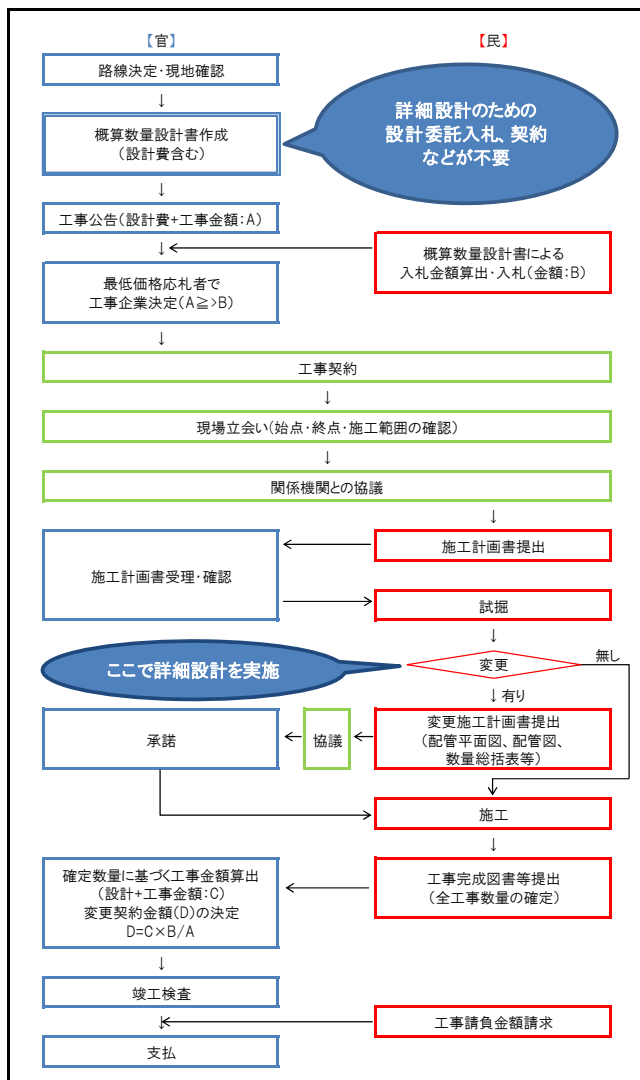 【官】
【民】
路線決定・現地確認
↓
概算数量設計書作成
(設計費含む)
詳細設計のための
設計委託入札、契約
などが不要
↓
工事公告(設計費+工事金額:A)
↓
概算数量設計書による
入札金額算出・入札(金額:B)
最低価格応札者で
工事企業決定(A≧>B)
↓
工事契約
↓
現場立会い(始点・終点・施工範囲の確認)
↓
関係機関との協議
↓
施工計画書提出
施工計画書受理・確認
試掘
↓
ここで詳細設計を実施
変更
無し
↓有り
変更施工計画書提出
(配管平面図、配管図、
数量総括表等)
協議
承諾
↓
施工
↓
確定数量に基づく工事金額算出
(設計+工事金額:C)
変更契約金額(D)の決定
D=C×B/A
工事完成図書等提出
(全工事数量の確定)
↓
竣工検査
↓
工事請負金額請求
支払